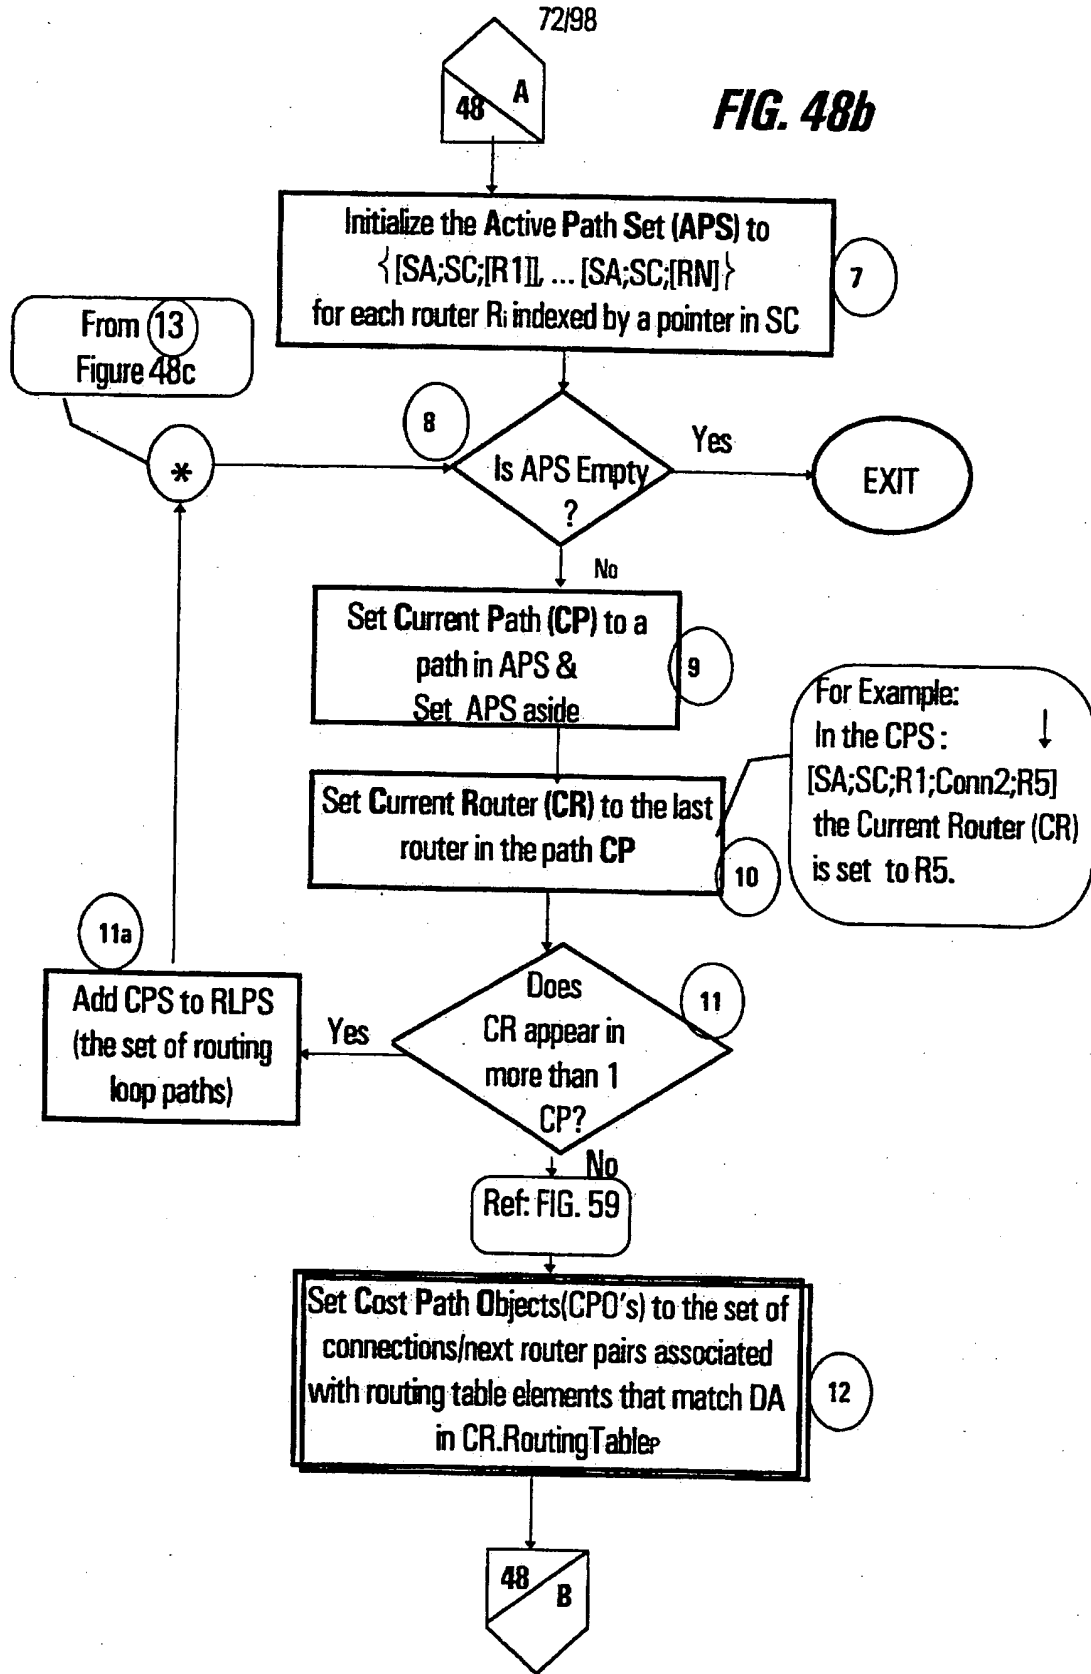 72/98
48 A
FIG. 48b
Initialize the Active Path Set (APS) to
{[SA;SC;[R1]], ... [SA;SC;[RN]}
for each router Ri indexed by a pointer in SC
7
From 13
Figure 48c
8
*
Is APS Empty
?
Yes
EXIT
No
Set Current Path (CP) to a
path in APS &
Set APS aside
9
For Example:
In the CPS : ↓
[SA;SC;R1;Conn2;R5]
the Current Router (CR)
is set to R5.
Set Current Router (CR) to the last
router in the path CP
10
11a
Add CPS to RLPS
(the set of routing
loop paths)
Yes
Does
CR appear in
more than 1
CP?
11
No
Ref: FIG. 59
Set Cost Path Objects(CPO's) to the set of
connections/next router pairs associated
with routing table elements that match DA
in CR.RoutingTableP
12
48 B